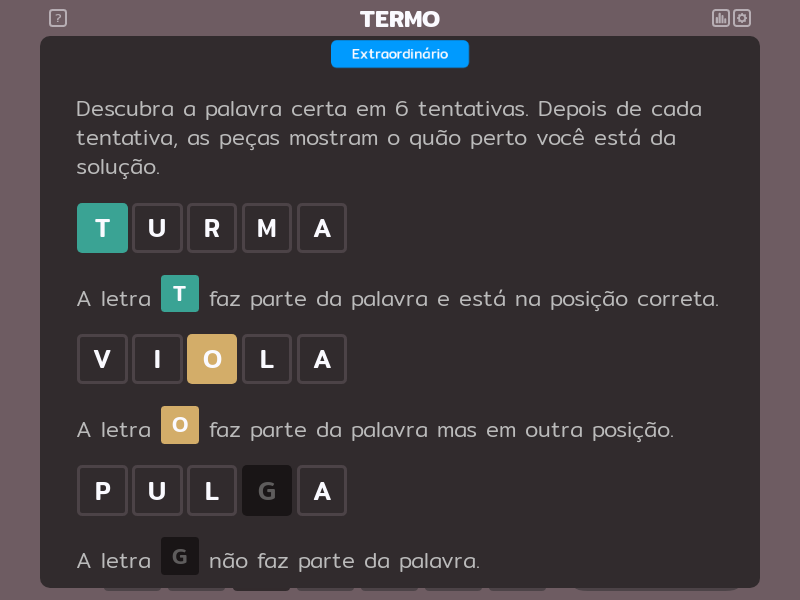 ?
TERMO
Extraordinário
Descubra a palavra certa em 6 tentativas. Depois de cada
tentativa, as peças mostram o quão perto você está da
solução.
T U R M A
A letra T faz parte da palavra e está na posição correta.
V I O L A
A letra O faz parte da palavra mas em outra posição.
P U L G A
A letra G não faz parte da palavra.